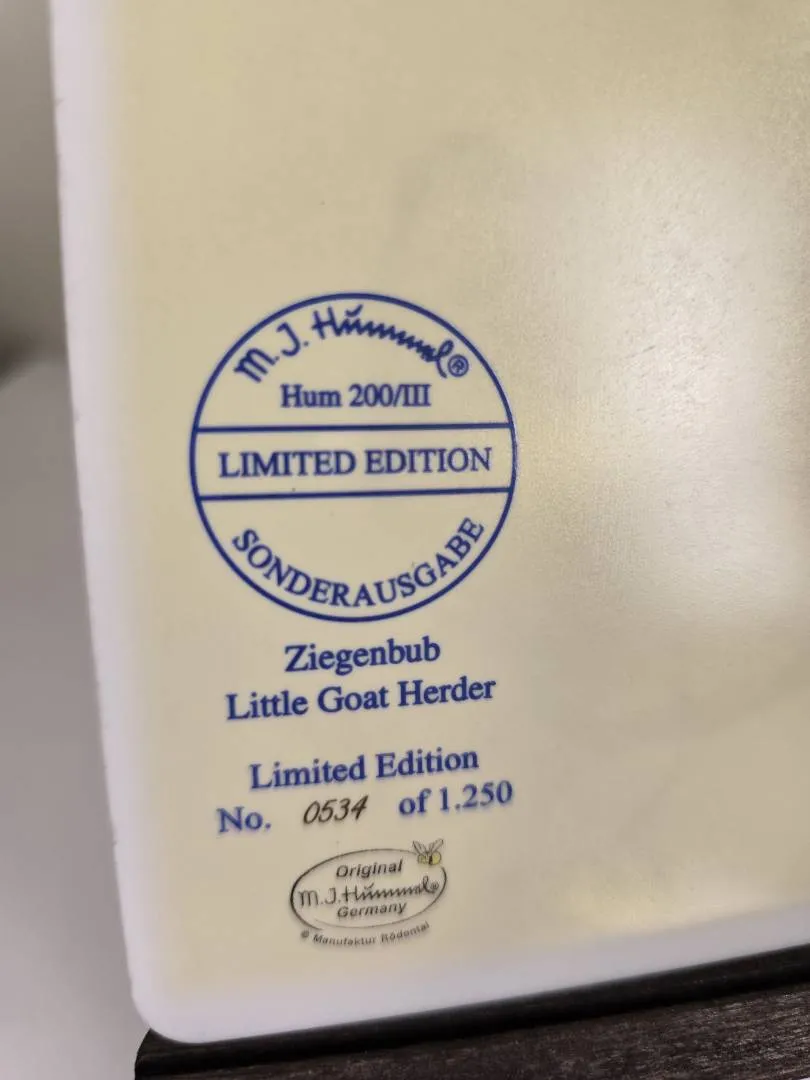 M.J. Hummel®
Hum 200/III
LIMITED EDITION
SONDERAUSGABE
Ziegenbub
Little Goat Herder
Limited Edition
No. 0534 of 1.250
Original
M.J. Hummel®
Germany
© Manufaktur Rödental